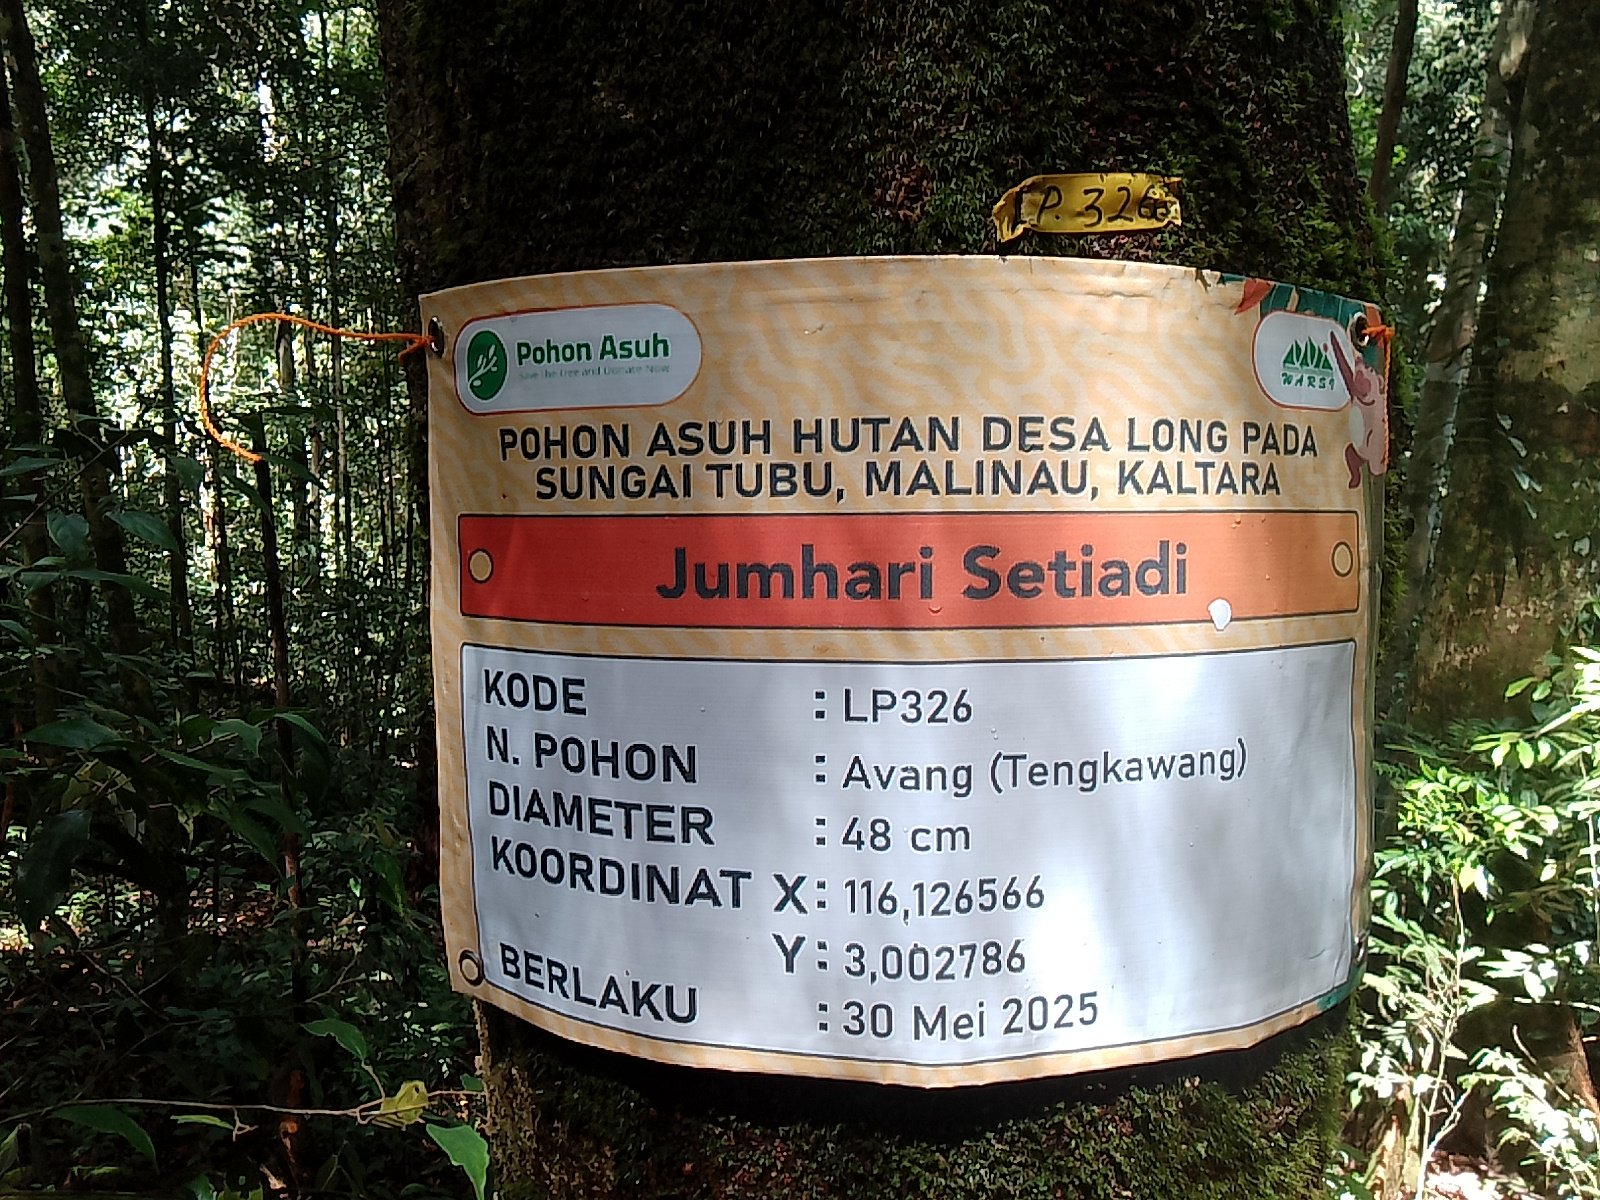 LP. 326
Pohon Asuh
Save The Tree and Donate Now
WARSI
POHON ASUH HUTAN DESA LONG PADA
SUNGAI TUBU, MALINAU, KALTARA
Jumhari Setiadi
KODE : LP326
N. POHON : Avang (Tengkawang)
DIAMETER : 48 cm
KOORDINAT X : 116,126566
Y : 3,002786
BERLAKU : 30 Mei 2025